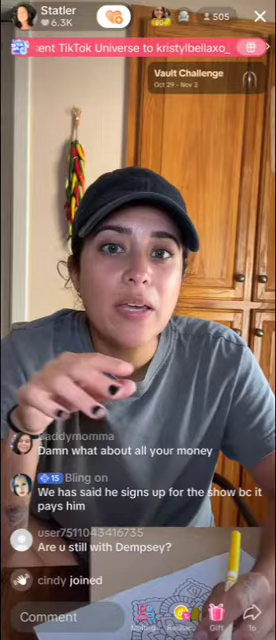 Statler
6.3K
505
ent TikTok Universe to kristylbellaxo_
Vault Challenge
Oct 29 - Nov 2
saddymomma
Damn what about all your money
15 Bling on
We has said he signs up for the show bc it
pays him
user7511043416735
Are u still with Dempsey?
cindy joined
Comment
Gift
16